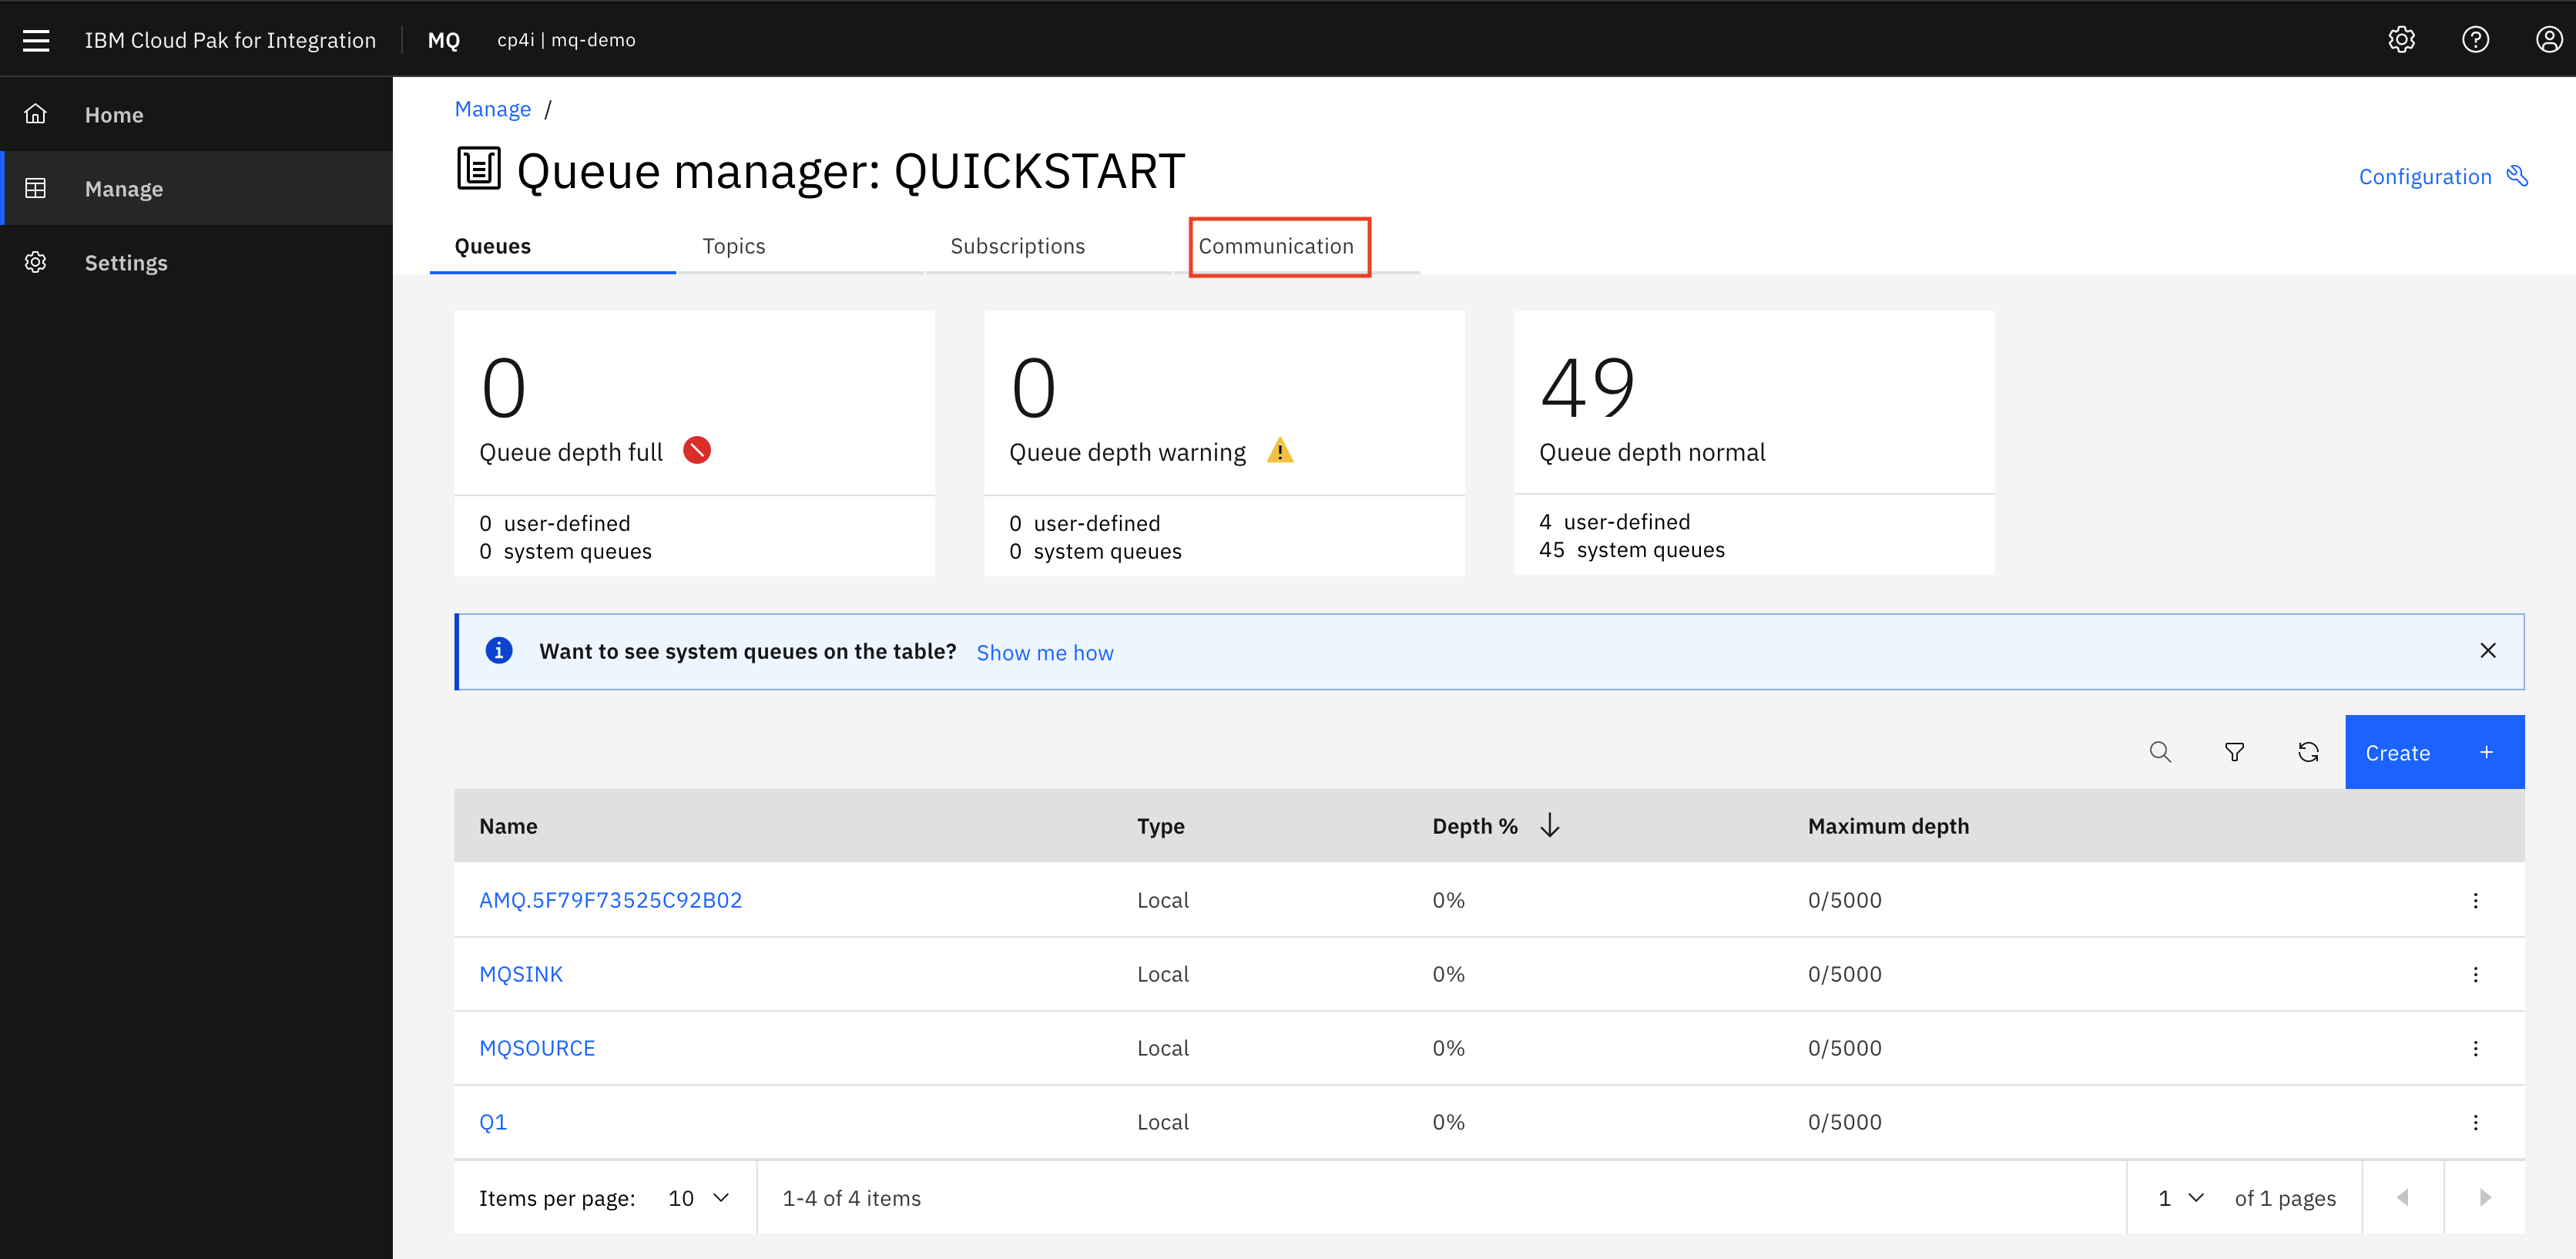 IBM Cloud Pak for Integration MQ cp4i | mq-demo
Home
Manage
Settings
Manage /
Queue manager: QUICKSTART
Configuration
Queues Topics Subscriptions Communication
0
Queue depth full
0 user-defined
0 system queues
0
Queue depth warning
0 user-defined
0 system queues
49
Queue depth normal
4 user-defined
45 system queues
Want to see system queues on the table? Show me how
Create +
Name Type Depth % Maximum depth
AMQ.5F79F73525C92B02 Local 0% 0/5000
MQSINK Local 0% 0/5000
MQSOURCE Local 0% 0/5000
Q1 Local 0% 0/5000
Items per page: 10 1-4 of 4 items 1 of 1 pages